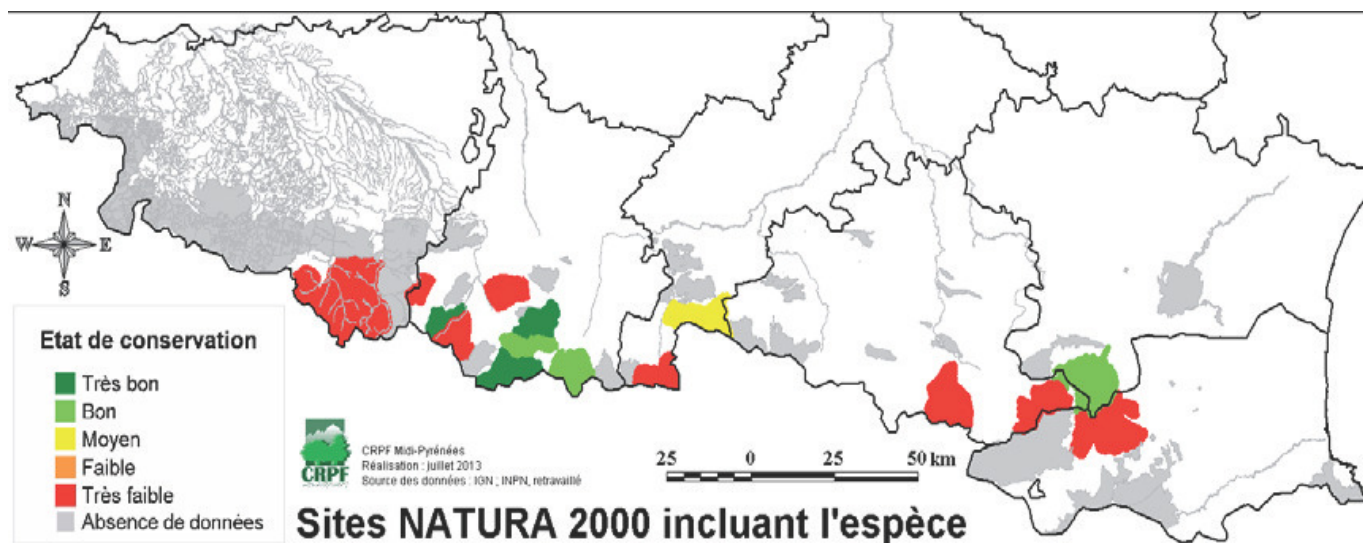 N
W E
S
Etat de conservation
Très bon
Bon
Moyen
Faible
Très faible
Absence de données
CRPF
CRPF Midi-Pyrénées
Réalisation : juillet 2013
Source des données : IGN ; INPN, retravaillé
25 0 25 50 km
Sites NATURA 2000 incluant l'espèce